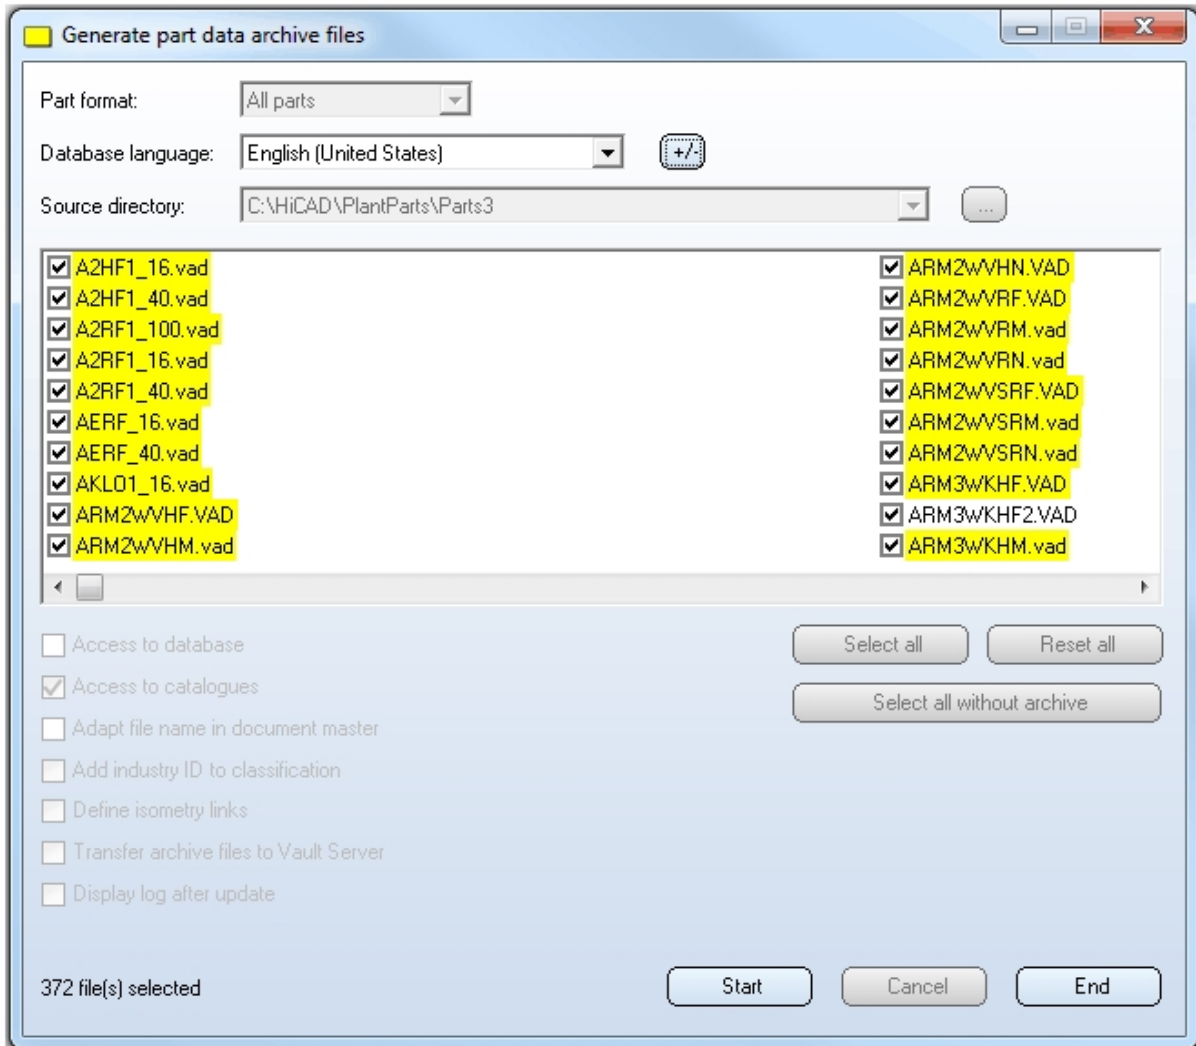 Generate part data archive files
Part format: All parts
Database language: English (United States) +/-
Source directory: C:\HiCAD\PlantParts\Parts3 ...
A2HF1_16.vad
A2HF1_40.vad
A2RF1_100.vad
A2RF1_16.vad
A2RF1_40.vad
AERF_16.vad
AERF_40.vad
AKLO1_16.vad
ARM2WVHF.VAD
ARM2WVHM.vad
ARM2WVHN.VAD
ARM2WVRF.VAD
ARM2WVRM.vad
ARM2WVRN.vad
ARM2WVSRF.VAD
ARM2WVSRM.vad
ARM2WVSRN.vad
ARM3WKHF.VAD
ARM3WKHF2.VAD
ARM3WKHM.vad
Access to database
Access to catalogues
Adapt file name in document master
Add industry ID to classification
Define isometry links
Transfer archive files to Vault Server
Display log after update
Select all Reset all
Select all without archive
372 file(s) selected Start Cancel End